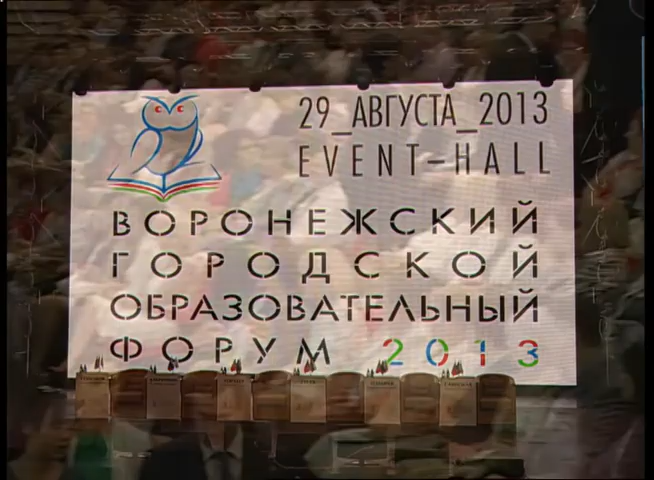 29_АВГУСТА_2013
EVENT-HALL
ВОРОНЕЖСКИЙ
ГОРОДСКОЙ
ОБРАЗОВАТЕЛЬНЫЙ
ФОРУМ 2013